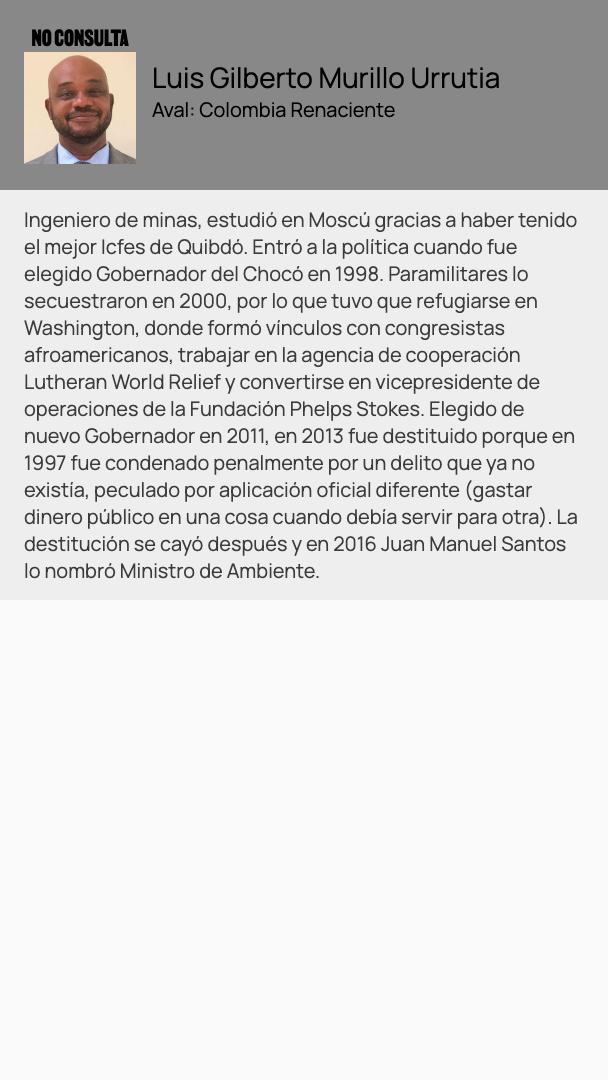 NO CONSULTA
Luis Gilberto Murillo Urrutia
Aval: Colombia Renaciente
Ingeniero de minas, estudió en Moscú gracias a haber tenido
el mejor Icfes de Quibdó. Entró a la política cuando fue
elegido Gobernador del Chocó en 1998. Paramilitares lo
secuestraron en 2000, por lo que tuvo que refugiarse en
Washington, donde formó vínculos con congresistas
afroamericanos, trabajar en la agencia de cooperación
Lutheran World Relief y convertirse en vicepresidente de
operaciones de la Fundación Phelps Stokes. Elegido de
nuevo Gobernador en 2011, en 2013 fue destituido porque en
1997 fue condenado penalmente por un delito que ya no
existía, peculado por aplicación oficial diferente (gastar
dinero público en una cosa cuando debía servir para otra). La
destitución se cayó después y en 2016 Juan Manuel Santos
lo nombró Ministro de Ambiente.